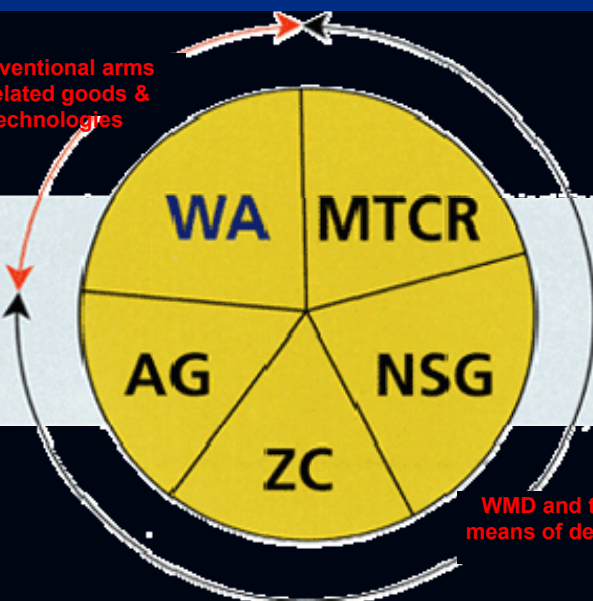 ventional arms
elated goods &
echnologies
WA MTCR
AG NSG
ZC
WMD and t
means of de